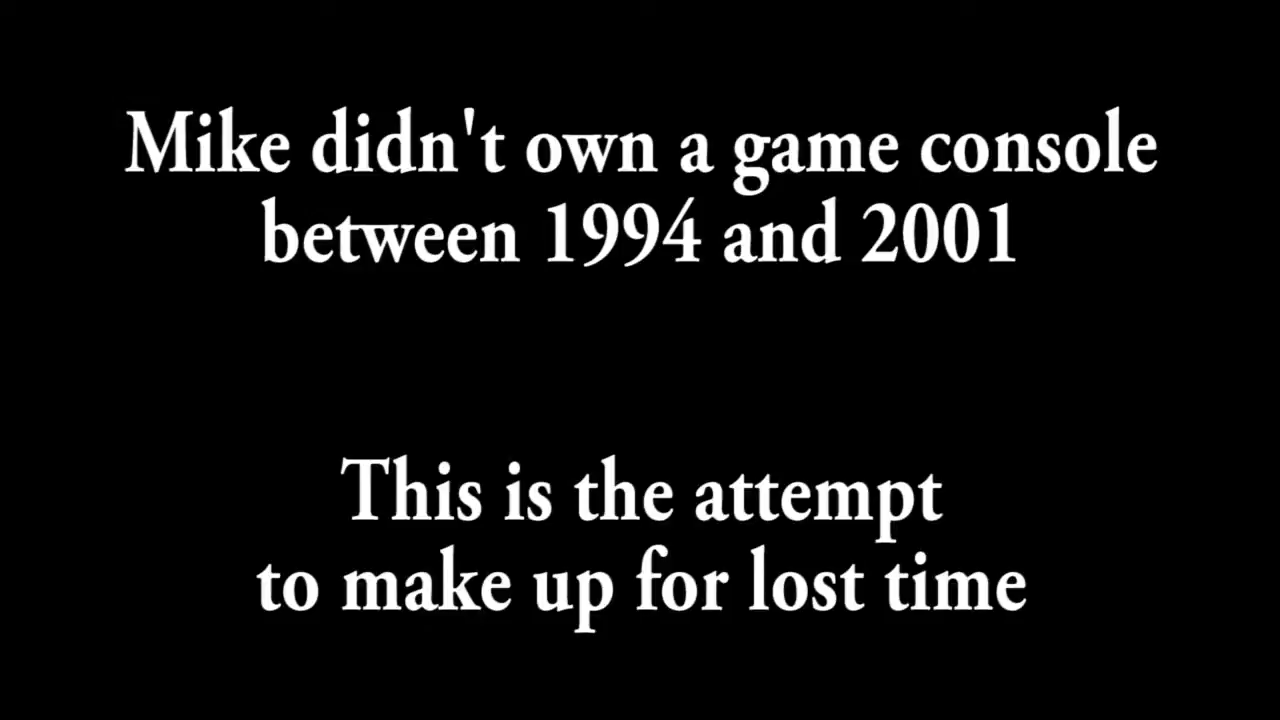 Mike didn't own a game console
between 1994 and 2001
This is the attempt
to make up for lost time